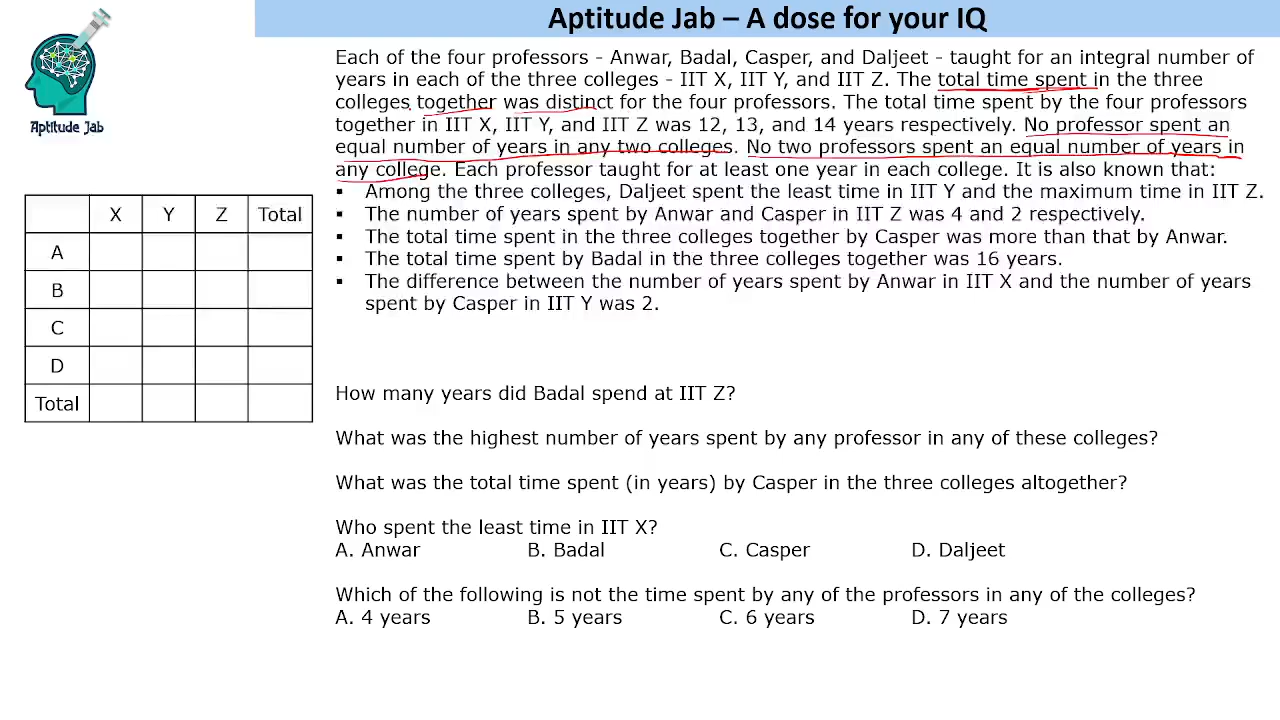 Aptitude Jab – A dose for your IQ
Aptitude Jab
Each of the four professors - Anwar, Badal, Casper, and Daljeet - taught for an integral number of
years in each of the three colleges - IIT X, IIT Y, and IIT Z. The total time spent in the three
colleges together was distinct for the four professors. The total time spent by the four professors
together in IIT X, IIT Y, and IIT Z was 12, 13, and 14 years respectively. No professor spent an
equal number of years in any two colleges. No two professors spent an equal number of years in
any college. Each professor taught for at least one year in each college. It is also known that:
▪ Among the three colleges, Daljeet spent the least time in IIT Y and the maximum time in IIT Z.
▪ The number of years spent by Anwar and Casper in IIT Z was 4 and 2 respectively.
▪ The total time spent in the three colleges together by Casper was more than that by Anwar.
▪ The total time spent by Badal in the three colleges together was 16 years.
▪ The difference between the number of years spent by Anwar in IIT X and the number of years
spent by Casper in IIT Y was 2.
X Y Z Total
A
B
C
D
Total
How many years did Badal spend at IIT Z?
What was the highest number of years spent by any professor in any of these colleges?
What was the total time spent (in years) by Casper in the three colleges altogether?
Who spent the least time in IIT X?
A. Anwar B. Badal C. Casper D. Daljeet
Which of the following is not the time spent by any of the professors in any of the colleges?
A. 4 years B. 5 years C. 6 years D. 7 years